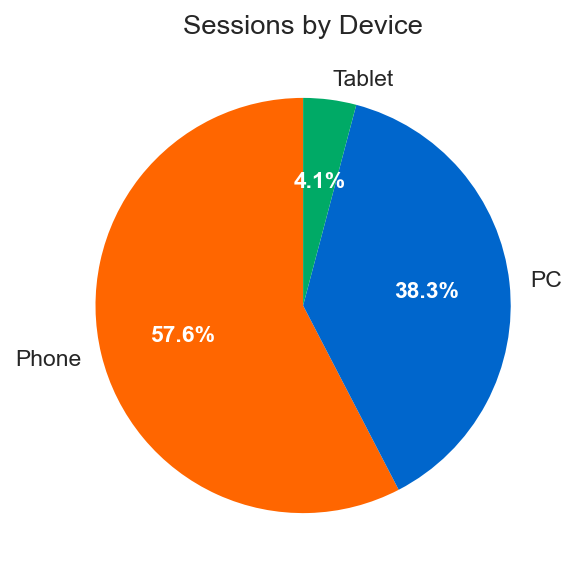 Sessions by Device
Tablet
4.1%
PC
38.3%
57.6%
Phone